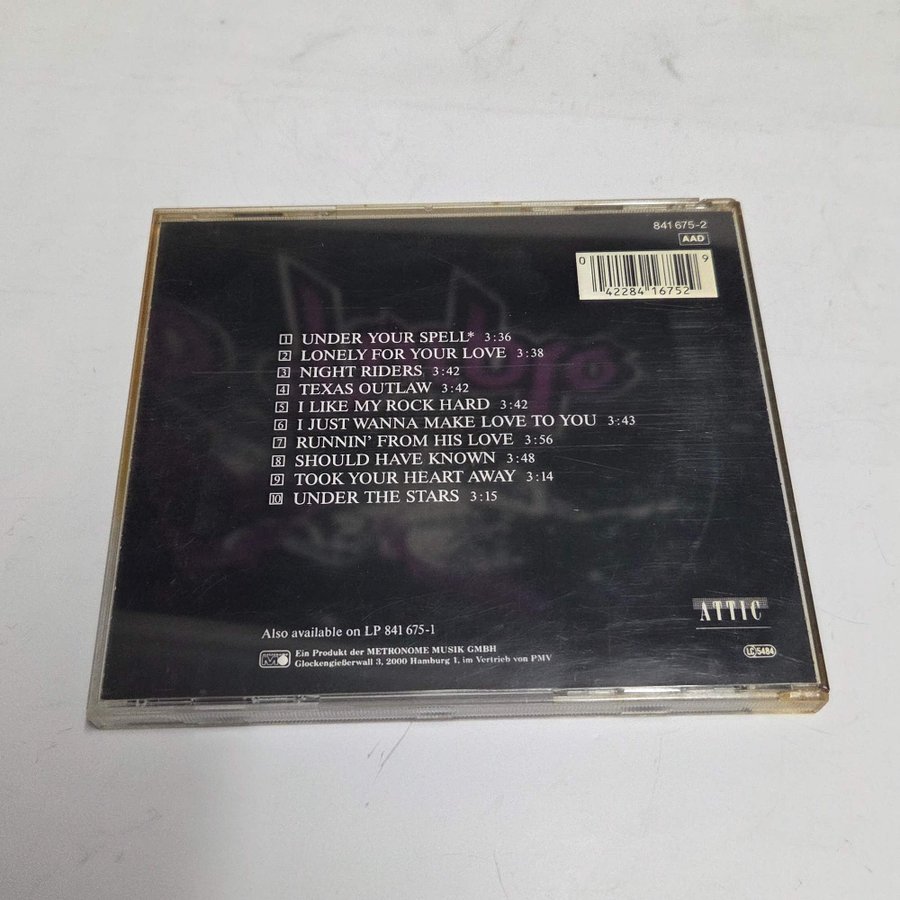 841 675-2
AAD
0 42284 16752 9
1 UNDER YOUR SPELL* 3:36
2 LONELY FOR YOUR LOVE 3:38
3 NIGHT RIDERS 3:42
4 TEXAS OUTLAW 3:42
5 I LIKE MY ROCK HARD 3:42
6 I JUST WANNA MAKE LOVE TO YOU 3:43
7 RUNNIN' FROM HIS LOVE 3:56
8 SHOULD HAVE KNOWN 3:48
9 TOOK YOUR HEART AWAY 3:14
10 UNDER THE STARS 3:15
ATTIC
Also available on LP 841 675-1
Ein Produkt der METRONOME MUSIK GMBH
Glockengießerwall 3, 2000 Hamburg 1, im Vertrieb von PMV
LC 5484